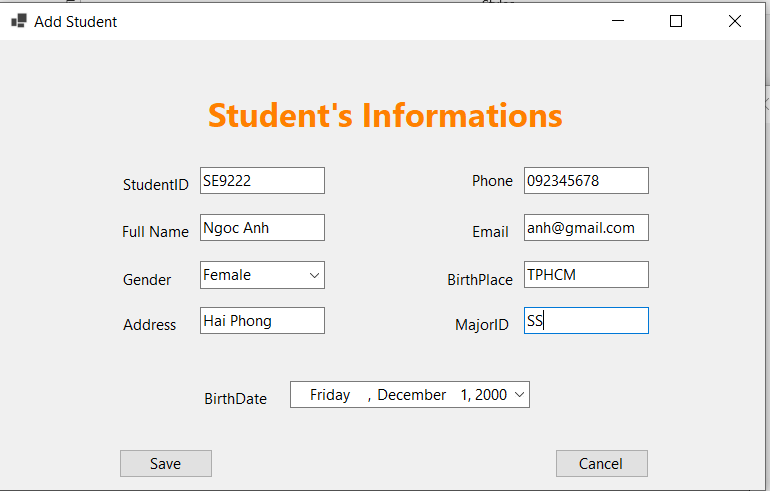 Add Student
Student's Informations
StudentID SE9222 Phone 092345678
Full Name Ngoc Anh Email anh@gmail.com
Gender Female BirthPlace TPHCM
Address Hai Phong MajorID SS
BirthDate Friday , December 1, 2000
Save Cancel